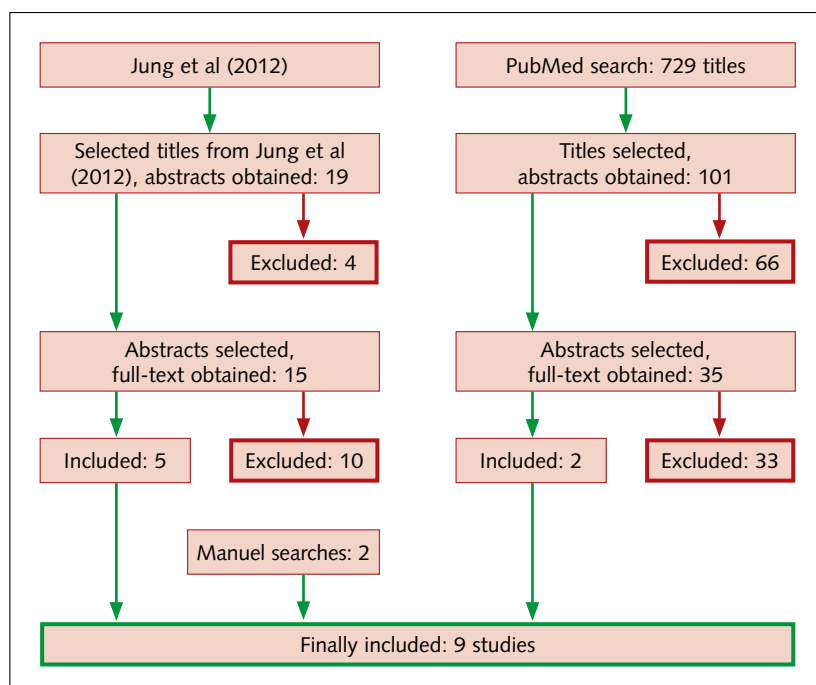 Jung et al (2012)
PubMed search: 729 titles
Selected titles from Jung et al
(2012), abstracts obtained: 19
Titles selected,
abstracts obtained: 101
Excluded: 4
Excluded: 66
Abstracts selected,
full-text obtained: 15
Abstracts selected,
full-text obtained: 35
Included: 5
Excluded: 10
Included: 2
Excluded: 33
Manuel searches: 2
Finally included: 9 studies